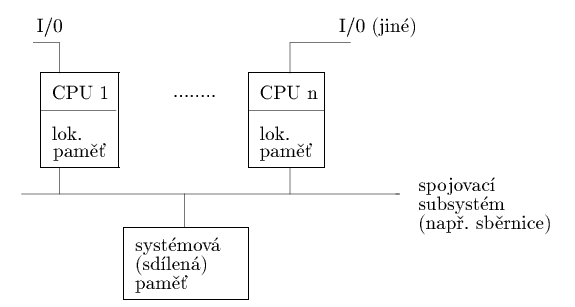 I/0
I/0 (jiné)
CPU 1
........
CPU n
lok.
paměť
lok.
paměť
spojovací
subsystém
(např. sběrnice)
systémová
(sdílená)
paměť